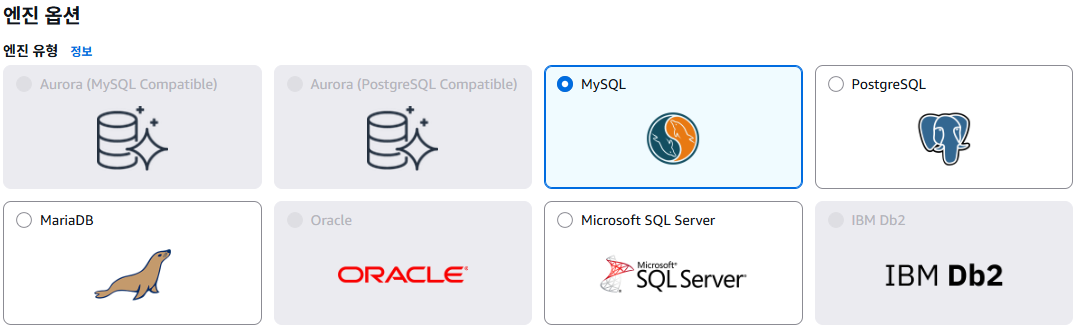 엔진 옵션
엔진 유형 정보
Aurora (MySQL Compatible)
Aurora (PostgreSQL Compatible)
MySQL
PostgreSQL
MariaDB
Oracle
ORACLE®
Microsoft SQL Server
Microsoft®
SQL Server®
IBM Db2
IBM Db2